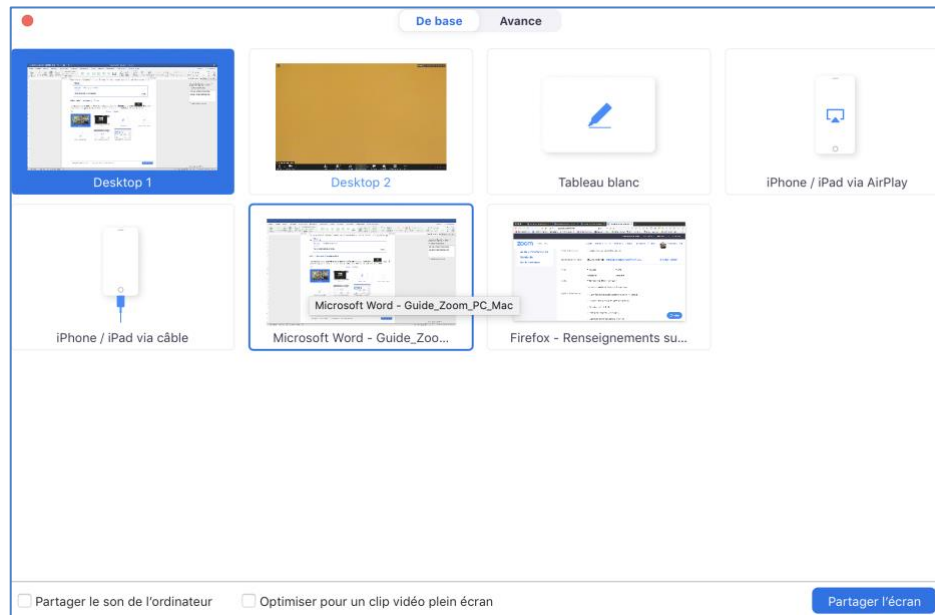 De base Avance
Desktop 1
Desktop 2
Tableau blanc
iPhone / iPad via AirPlay
zoom
Microsoft Word - Guide_Zoom_PC_Mac
iPhone / iPad via câble
Microsoft Word - Guide_Zoo...
Firefox - Renseignements su...
Partager le son de l'ordinateur
Optimiser pour un clip vidéo plein écran
Partager l'écran